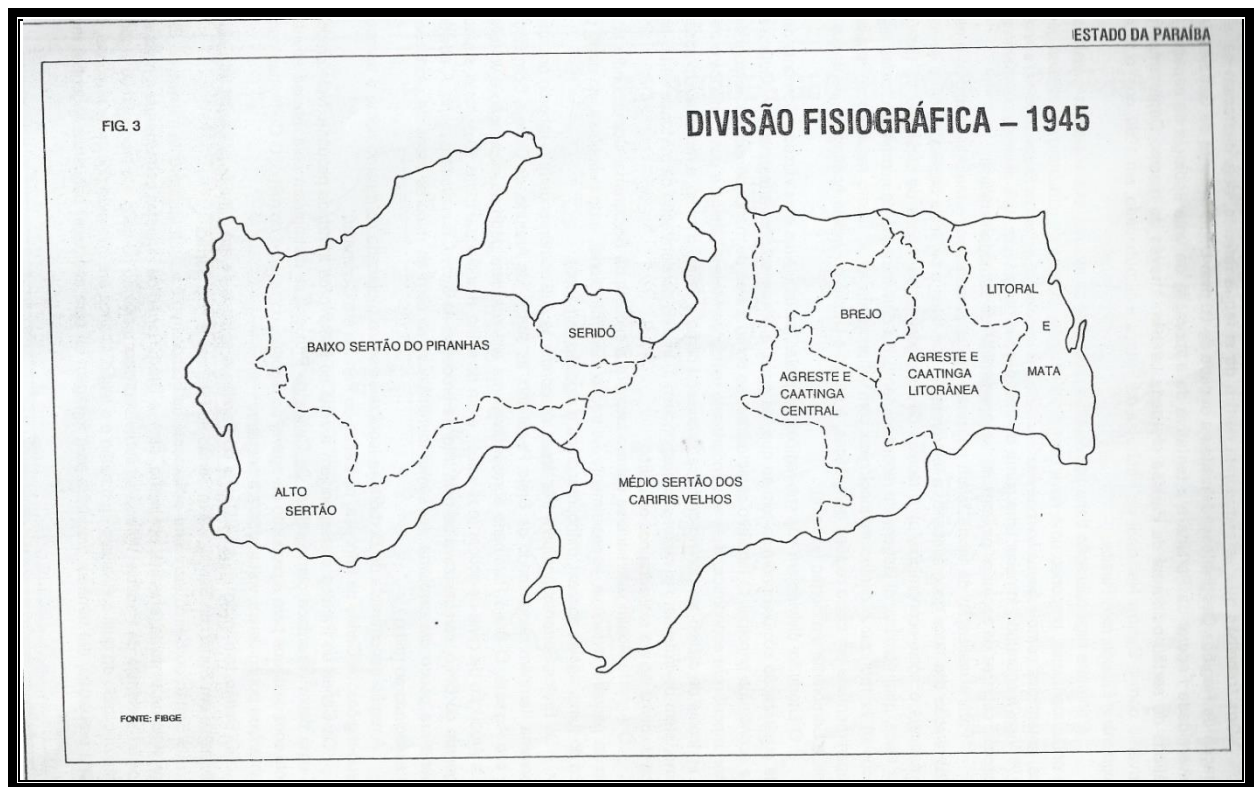 ESTADO DA PARAÍBA
FIG. 3
DIVISÃO FISIOGRÁFICA – 1945
LITORAL
E
MATA
BREJO
SERIDÓ
BAIXO SERTÃO DO PIRANHAS
AGRESTE E
CAATINGA
LITORÂNEA
AGRESTE E
CAATINGA
CENTRAL
MÉDIO SERTÃO DOS
CARIRIS VELHOS
ALTO
SERTÃO
FONTE: FIBGE